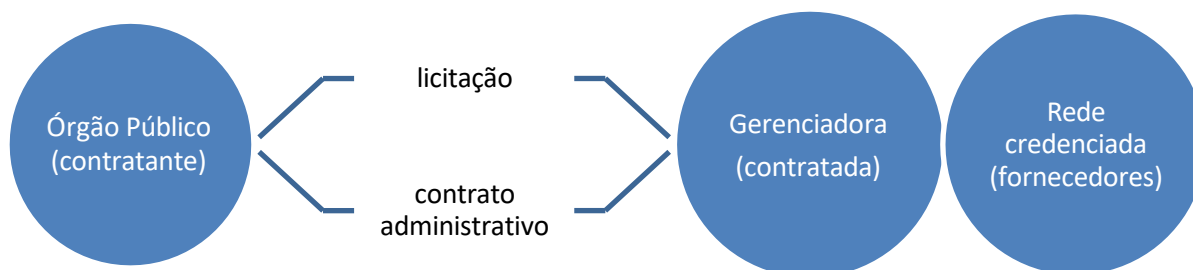 Órgão Público
(contratante)
licitação
contrato
administrativo
Gerenciadora
(contratada)
Rede
credenciada
(fornecedores)